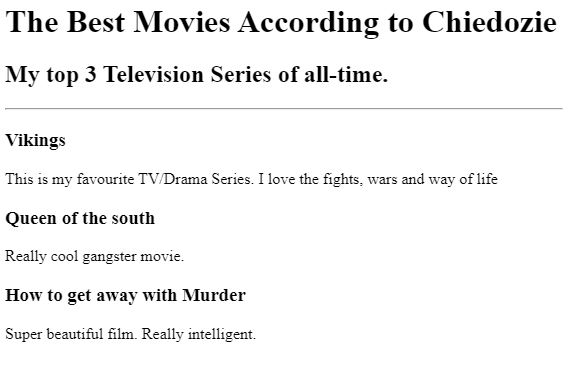 The Best Movies According to Chiedozie
My top 3 Television Series of all-time.
Vikings
This is my favourite TV/Drama Series. I love the fights, wars and way of life
Queen of the south
Really cool gangster movie.
How to get away with Murder
Super beautiful film. Really intelligent.